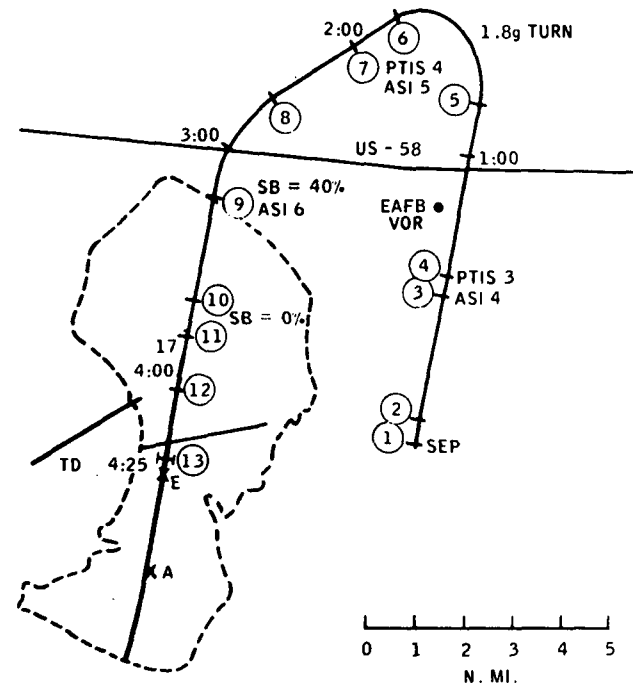 6
2:00
1.8g TURN
7
PTIS 4
ASI 5
8
5
3:00
US - 58
1:00
9
SB = 40%
ASI 6
EAFB
VOR
4
PTIS 3
3
ASI 4
10
SB = 0%
17
11
4:00
12
2
1
SEP
TD
4:25
13
E
A
0 1 2 3 4 5
N. MI.